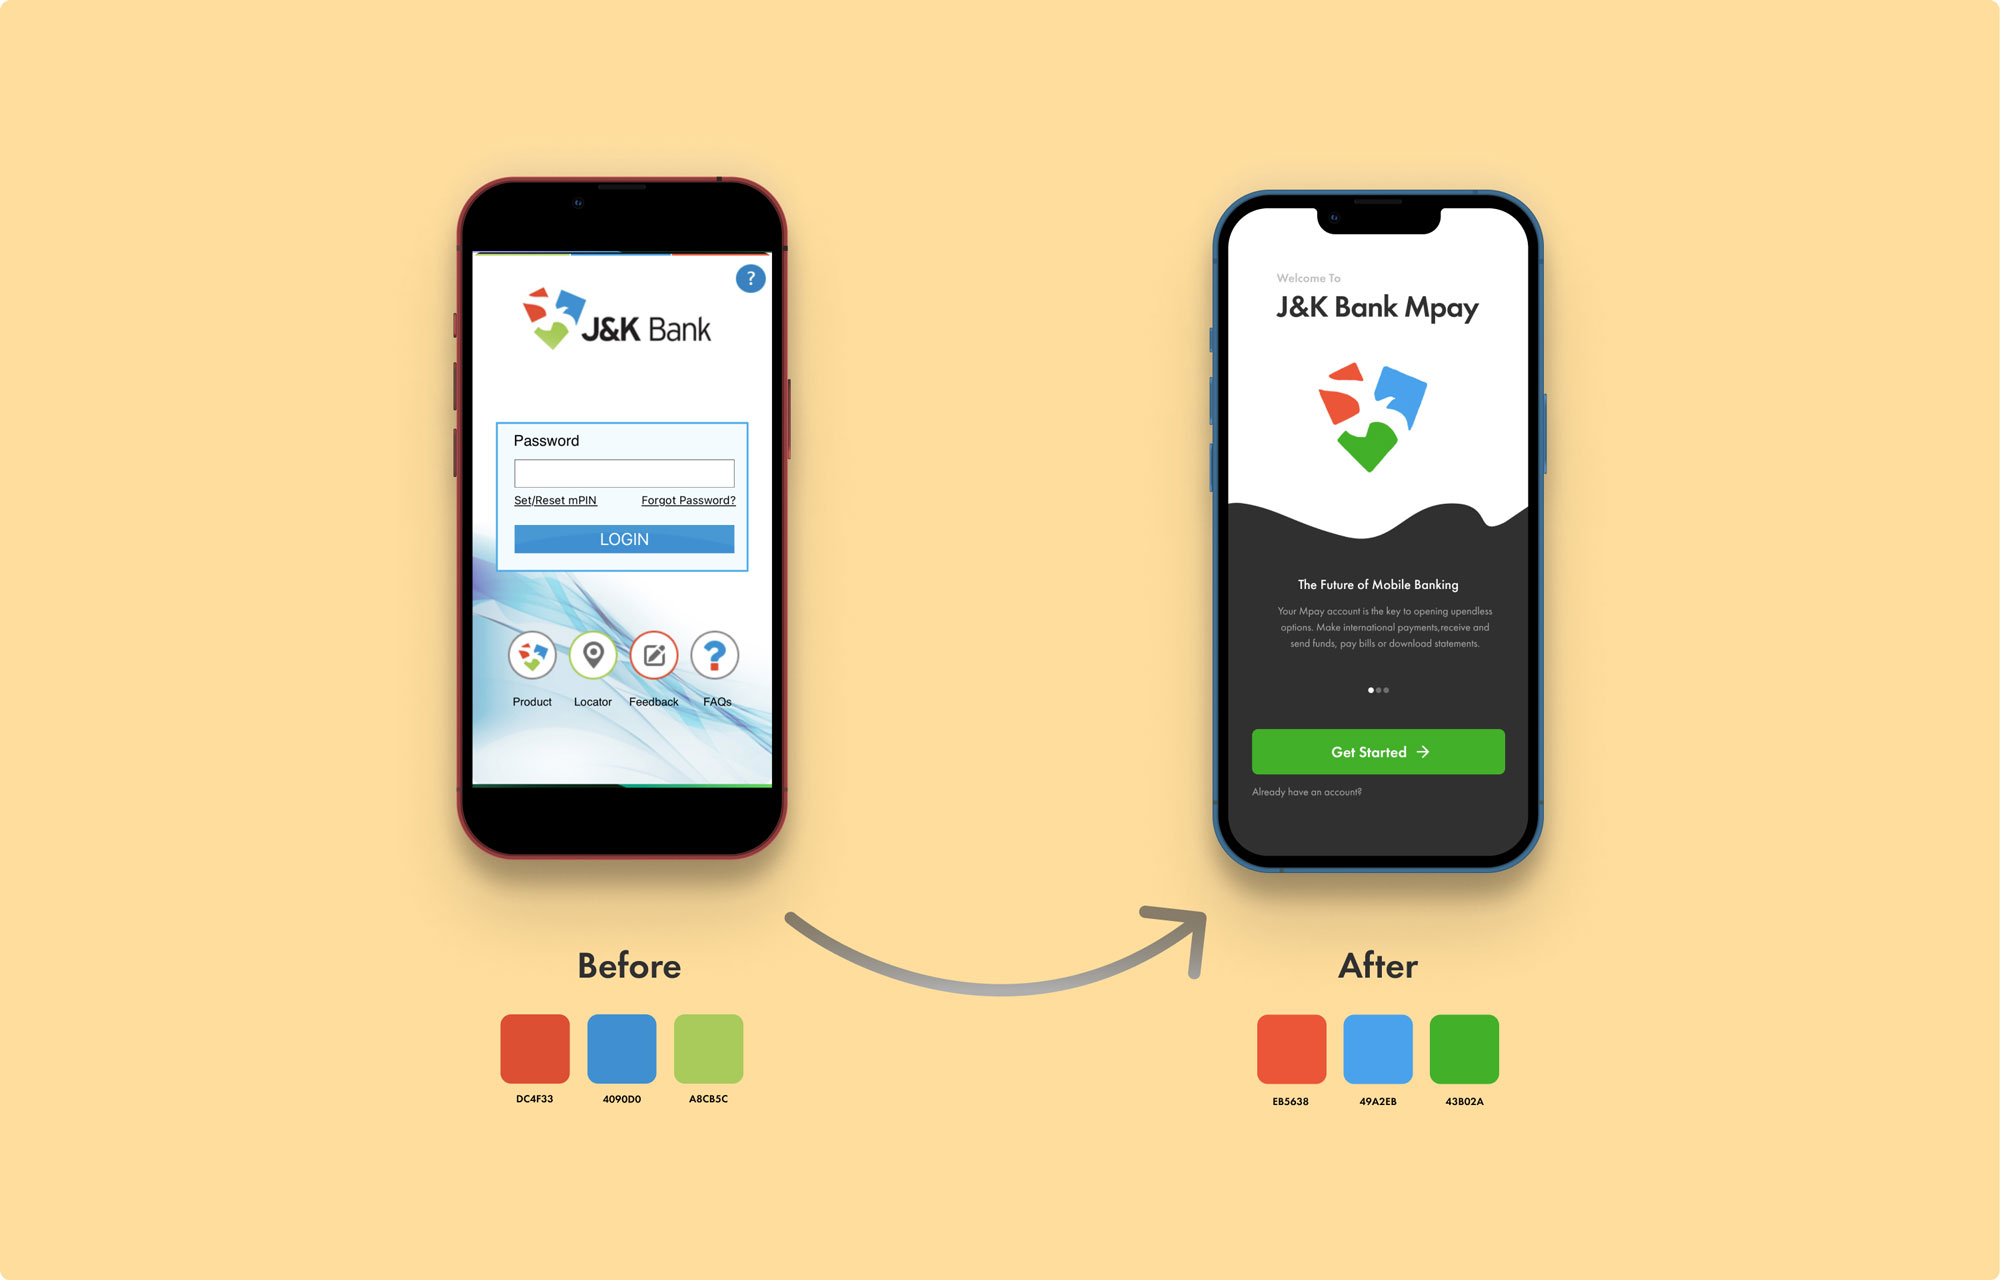 ?
J&K Bank
Password
Set/Reset mPIN Forgot Password?
LOGIN
?
Product Locator Feedback FAQs
Before
DC4F33 4090D0 A8CB5C
Welcome To
J&K Bank Mpay
The Future of Mobile Banking
Your Mpay account is the key to opening upendless
options. Make international payments,receive and
send funds, pay bills or download statements.
Get Started →
Already have an account?
After
EB5638 49A2EB 43B02A